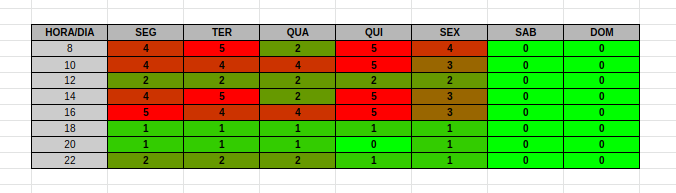 HORA/DIA SEG TER QUA QUI SEX SAB DOM
8 4 5 2 5 4 0 0
10 4 4 4 5 3 0 0
12 2 2 2 2 2 0 0
14 4 5 2 5 3 0 0
16 5 4 4 5 3 0 0
18 1 1 1 1 1 0 0
20 1 1 1 0 1 0 0
22 2 2 2 1 1 0 0